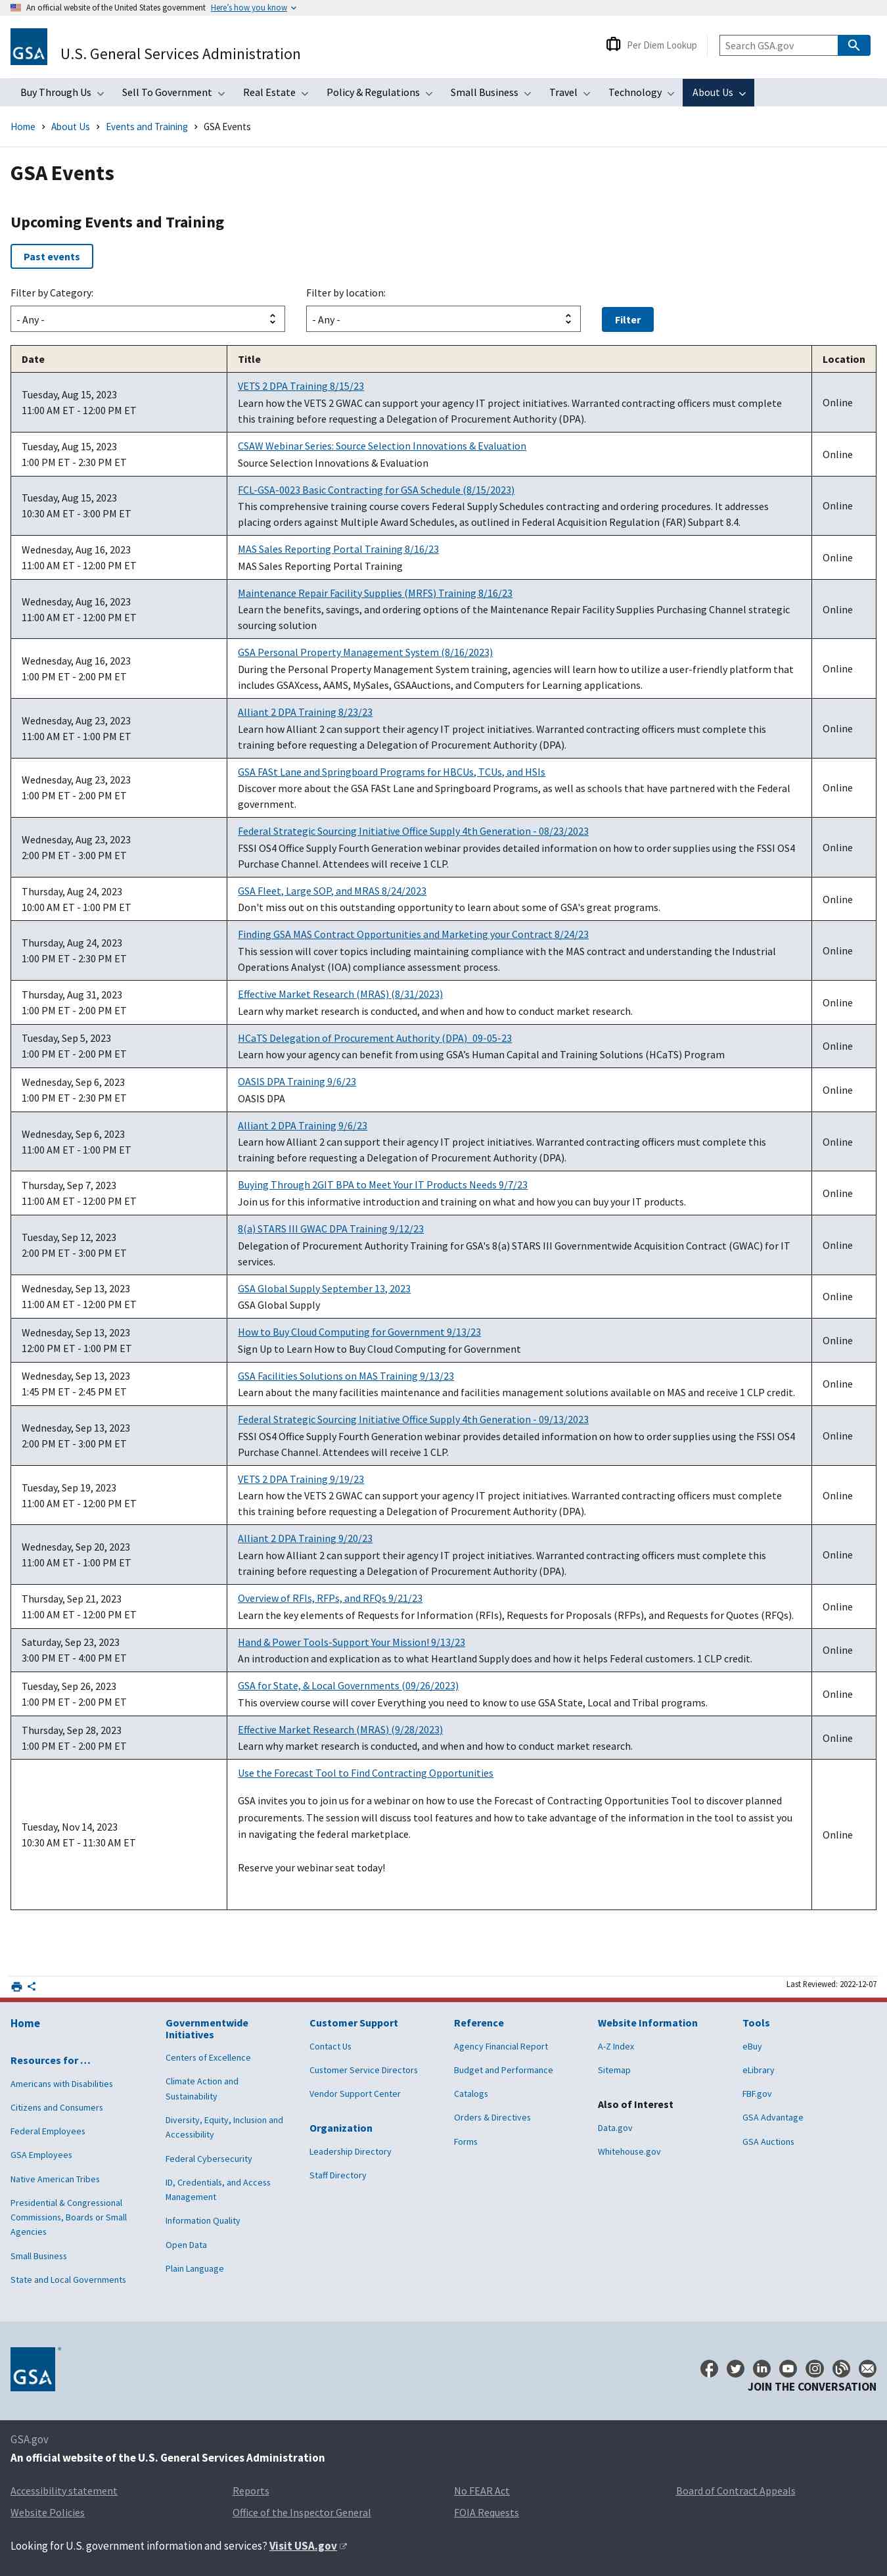 An official website of the United States government Here's how you know
GSA
U.S. General Services Administration
Per Diem Lookup
Search GSA.gov
Buy Through Us
Sell To Government
Real Estate
Policy & Regulations
Small Business
Travel
Technology
About Us
Home > About Us > Events and Training > GSA Events
GSA Events
Upcoming Events and Training
Past events
Filter by Category:
- Any -
Filter by location:
- Any -
Filter
Date
Title
Location
Tuesday, Aug 15, 2023
11:00 AM ET - 12:00 PM ET
VETS 2 DPA Training 8/15/23
Learn how the VETS 2 GWAC can support your agency IT project initiatives. Warranted contracting officers must complete
this training before requesting a Delegation of Procurement Authority (DPA).
Online
Tuesday, Aug 15, 2023
1:00 PM ET - 2:30 PM ET
CSAW Webinar Series: Source Selection Innovations & Evaluation
Source Selection Innovations & Evaluation
Online
Tuesday, Aug 15, 2023
10:30 AM ET - 3:00 PM ET
FCL-GSA-0023 Basic Contracting for GSA Schedule (8/15/2023)
This comprehensive training course covers Federal Supply Schedules contracting and ordering procedures. It addresses
placing orders against Multiple Award Schedules, as outlined in Federal Acquisition Regulation (FAR) Subpart 8.4.
Online
Wednesday, Aug 16, 2023
11:00 AM ET - 12:00 PM ET
MAS Sales Reporting Portal Training 8/16/23
MAS Sales Reporting Portal Training
Online
Wednesday, Aug 16, 2023
11:00 AM ET - 12:00 PM ET
Maintenance Repair Facility Supplies (MRFS) Training 8/16/23
Learn the benefits, savings, and ordering options of the Maintenance Repair Facility Supplies Purchasing Channel strategic
sourcing solution
Online
Wednesday, Aug 16, 2023
1:00 PM ET - 2:00 PM ET
GSA Personal Property Management System (8/16/2023)
During the Personal Property Management System training, agencies will learn how to utilize a user-friendly platform that
includes GSAXcess, AAMS, MySales, GSAAuctions, and Computers for Learning applications.
Online
Wednesday, Aug 23, 2023
11:00 AM ET - 1:00 PM ET
Alliant 2 DPA Training 8/23/23
Learn how Alliant 2 can support their agency IT project initiatives. Warranted contracting officers must complete this
training before requesting a Delegation of Procurement Authority (DPA).
Online
Wednesday, Aug 23, 2023
1:00 PM ET - 2:00 PM ET
GSA FASt Lane and Springboard Programs for HBCUs, TCUs, and HSIs
Discover more about the GSA FASt Lane and Springboard Programs, as well as schools that have partnered with the Federal
government.
Online
Wednesday, Aug 23, 2023
2:00 PM ET - 3:00 PM ET
Federal Strategic Sourcing Initiative Office Supply 4th Generation - 08/23/2023
FSSI OS4 Office Supply Fourth Generation webinar provides detailed information on how to order supplies using the FSSI OS4
Purchase Channel. Attendees will receive 1 CLP.
Online
Thursday, Aug 24, 2023
10:00 AM ET - 1:00 PM ET
GSA Fleet, Large SOP, and MRAS 8/24/2023
Don't miss out on this outstanding opportunity to learn about some of GSA's great programs.
Online
Thursday, Aug 24, 2023
1:00 PM ET - 2:30 PM ET
Finding GSA MAS Contract Opportunities and Marketing your Contract 8/24/23
This session will cover topics including maintaining compliance with the MAS contract and understanding the Industrial
Operations Analyst (IOA) compliance assessment process.
Online
Thursday, Aug 31, 2023
1:00 PM ET - 2:00 PM ET
Effective Market Research (MRAS) (8/31/2023)
Learn why market research is conducted, and when and how to conduct market research.
Online
Tuesday, Sep 5, 2023
1:00 PM ET - 2:00 PM ET
HCaTS Delegation of Procurement Authority (DPA)_09-05-23
Learn how your agency can benefit from using GSA’s Human Capital and Training Solutions (HCaTS) Program
Online
Wednesday, Sep 6, 2023
1:00 PM ET - 2:30 PM ET
OASIS DPA Training 9/6/23
OASIS DPA
Online
Wednesday, Sep 6, 2023
11:00 AM ET - 1:00 PM ET
Alliant 2 DPA Training 9/6/23
Learn how Alliant 2 can support their agency IT project initiatives. Warranted contracting officers must complete this
training before requesting a Delegation of Procurement Authority (DPA).
Online
Thursday, Sep 7, 2023
11:00 AM ET - 12:00 PM ET
Buying Through 2GIT BPA to Meet Your IT Products Needs 9/7/23
Join us for this informative introduction and training on what and how you can buy your IT products.
Online
Tuesday, Sep 12, 2023
2:00 PM ET - 3:00 PM ET
8(a) STARS III GWAC DPA Training 9/12/23
Delegation of Procurement Authority Training for GSA's 8(a) STARS III Governmentwide Acquisition Contract (GWAC) for IT
services.
Online
Wednesday, Sep 13, 2023
11:00 AM ET - 12:00 PM ET
GSA Global Supply September 13, 2023
GSA Global Supply
Online
Wednesday, Sep 13, 2023
12:00 PM ET - 1:00 PM ET
How to Buy Cloud Computing for Government 9/13/23
Sign Up to Learn How to Buy Cloud Computing for Government
Online
Wednesday, Sep 13, 2023
1:45 PM ET - 2:45 PM ET
GSA Facilities Solutions on MAS Training 9/13/23
Learn about the many facilities maintenance and facilities management solutions available on MAS and receive 1 CLP credit.
Online
Wednesday, Sep 13, 2023
2:00 PM ET - 3:00 PM ET
Federal Strategic Sourcing Initiative Office Supply 4th Generation - 09/13/2023
FSSI OS4 Office Supply Fourth Generation webinar provides detailed information on how to order supplies using the FSSI OS4
Purchase Channel. Attendees will receive 1 CLP.
Online
Tuesday, Sep 19, 2023
11:00 AM ET - 12:00 PM ET
VETS 2 DPA Training 9/19/23
Learn how the VETS 2 GWAC can support your agency IT project initiatives. Warranted contracting officers must complete
this training before requesting a Delegation of Procurement Authority (DPA).
Online
Wednesday, Sep 20, 2023
11:00 AM ET - 1:00 PM ET
Alliant 2 DPA Training 9/20/23
Learn how Alliant 2 can support their agency IT project initiatives. Warranted contracting officers must complete this
training before requesting a Delegation of Procurement Authority (DPA).
Online
Thursday, Sep 21, 2023
11:00 AM ET - 12:00 PM ET
Overview of RFIs, RFPs, and RFQs 9/21/23
Learn the key elements of Requests for Information (RFIs), Requests for Proposals (RFPs), and Requests for Quotes (RFQs).
Online
Saturday, Sep 23, 2023
3:00 PM ET - 4:00 PM ET
Hand & Power Tools-Support Your Mission! 9/13/23
An introduction and explication as to what Heartland Supply does and how it helps Federal customers. 1 CLP credit.
Online
Tuesday, Sep 26, 2023
1:00 PM ET - 2:00 PM ET
GSA for State, & Local Governments (09/26/2023)
This overview course will cover Everything you need to know to use GSA State, Local and Tribal programs.
Online
Thursday, Sep 28, 2023
1:00 PM ET - 2:00 PM ET
Effective Market Research (MRAS) (9/28/2023)
Learn why market research is conducted, and when and how to conduct market research.
Online
Tuesday, Nov 14, 2023
10:30 AM ET - 11:30 AM ET
Use the Forecast Tool to Find Contracting Opportunities
GSA invites you to join us for a webinar on how to use the Forecast of Contracting Opportunities Tool to discover planned
procurements. The session will discuss tool features and how to take advantage of the information in the tool to assist you
in navigating the federal marketplace.
Reserve your webinar seat today!
Online
Last Reviewed: 2022-12-07
Home
Resources for …
Americans with Disabilities
Citizens and Consumers
Federal Employees
GSA Employees
Native American Tribes
Presidential & Congressional
Commissions, Boards or Small
Agencies
Small Business
State and Local Governments
Governmentwide
Initiatives
Centers of Excellence
Climate Action and
Sustainability
Diversity, Equity, Inclusion and
Accessibility
Federal Cybersecurity
ID, Credentials, and Access
Management
Information Quality
Open Data
Plain Language
Customer Support
Contact Us
Customer Service Directors
Vendor Support Center
Organization
Leadership Directory
Staff Directory
Reference
Agency Financial Report
Budget and Performance
Catalogs
Orders & Directives
Forms
Website Information
A-Z Index
Sitemap
Also of Interest
Data.gov
Whitehouse.gov
Tools
eBuy
eLibrary
FBF.gov
GSA Advantage
GSA Auctions
GSA
JOIN THE CONVERSATION
GSA.gov
An official website of the U.S. General Services Administration
Accessibility statement
Reports
No FEAR Act
Board of Contract Appeals
Website Policies
Office of the Inspector General
FOIA Requests
Looking for U.S. government information and services? Visit USA.gov